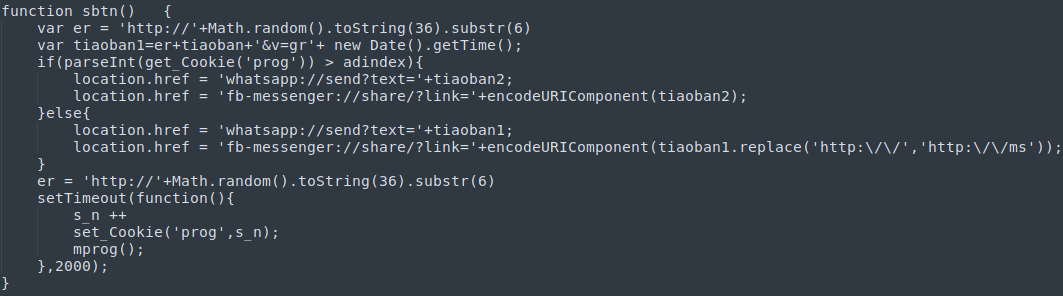 function sbtn()   {
    var er = 'http://'+Math.random().toString(36).substr(6)
    var tiaoban1=er+tiaoban+'&v=gr'+ new Date().getTime();
    if(parseInt(get_Cookie('prog')) > adindex){
        location.href = 'whatsapp://send?text='+tiaoban2;
        location.href = 'fb-messenger://share/?link='+encodeURIComponent(tiaoban2);
    }else{
        location.href = 'whatsapp://send?text='+tiaoban1;
        location.href = 'fb-messenger://share/?link='+encodeURIComponent(tiaoban1.replace('http:\/\/','http:\/\/ms'));
    }
    er = 'http://'+Math.random().toString(36).substr(6)
    setTimeout(function(){
        s_n ++
        set_Cookie('prog',s_n);
        mprog();
    },2000);
}